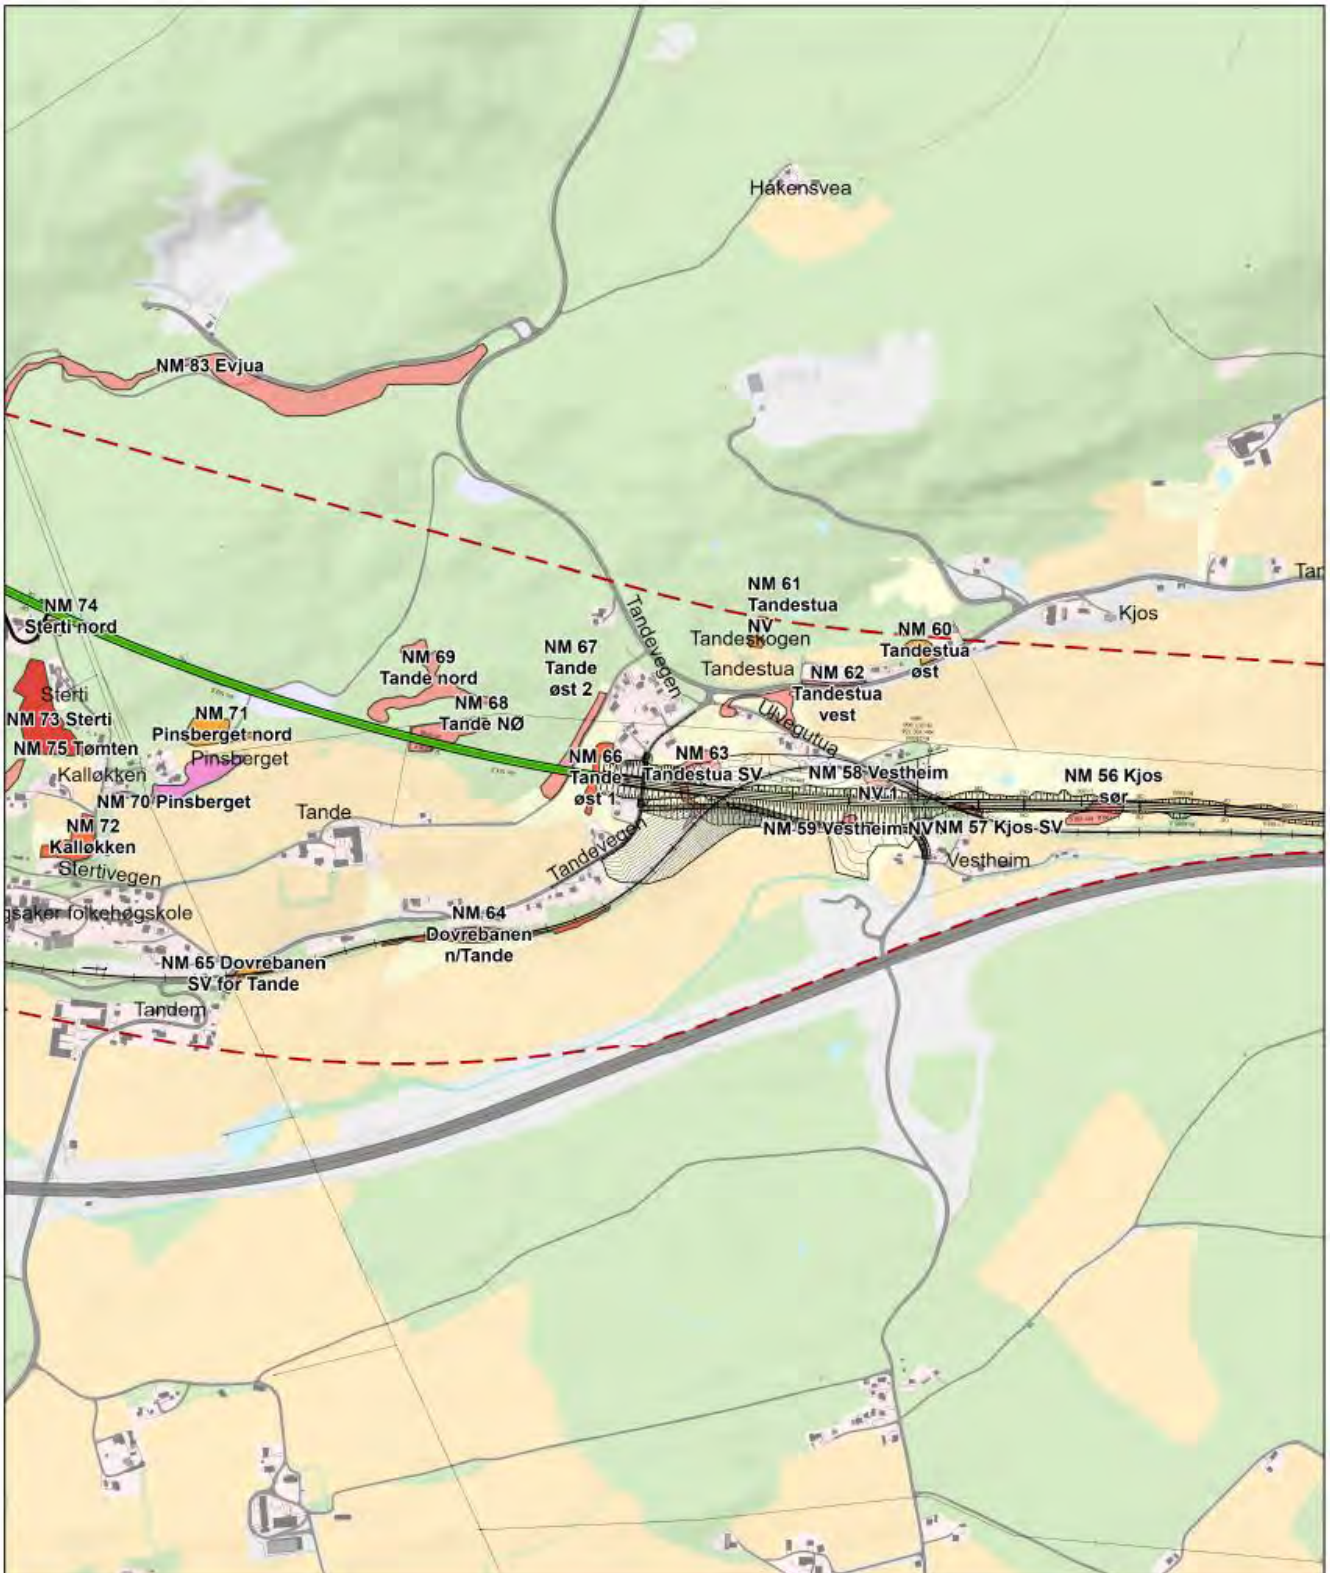 Håkensvea
NM 83 Evjua
NM 61
Tandestua
NV
Tandeskogen
Tandestua
NM 60
Tandestua
øst
Kjos
Tar
NM 74
Sterti nord
Tandevegen
NM 67
Tande
øst 2
NM 69
Tande nord
NM 68
Tande NØ
NM 62
Tandestua
vest
Ulvegutua
Sterti
NM 73 Sterti
NM 75 Tømten
NM 71
Pinsberget nord
Pinsberget
Kalløkken
NM 70 Pinsberget
NM 66
Tande
øst 1
NM 63
Tandestua SV
NM 58 Vestheim
NV 1
NM 56 Kjos
sør
NM 72
Kalløkken
Tande
NM 59 Vestheim NV
NM 57 Kjos SV
Tandevegen
Vestheim
Stertivegen
gsaker folkehøgskole
NM 64
Dovrebanen
n/Tande
NM 65 Dovrebanen
SV for Tande
Tandem